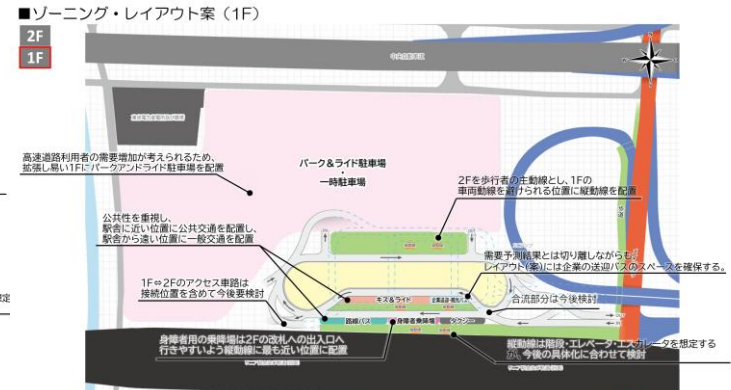 ■ゾーニング・レイアウト案（1F）
2F
1F
中央自動車道
高速道路利用者の需要増加が考えられるため、
拡張し易い1Fにパークアンドライド駐車場を配置
パーク&ライド駐車場
・
一時駐車場
2Fを歩行者の主動線とし、1Fの
車両動線を避けられる位置に縦動線を配置
公共性を重視し、
駅舎に近い位置に公共交通を配置し、
駅舎から遠い位置に一般交通を配置
需要予測結果とは切り離しながらも、
レイアウト(案)には企業の送迎バスのスペースを確保する。
1F⇔2Fのアクセス車路は
接続位置を含めて今後要検討
キス&ライド
企業送迎・観光バス
合流部分は今後検討
路線バス
身障者乗降場
タクシー
身障者用の乗降場は2Fの改札への出入口へ
行きやすいよう縦動線に最も近い位置に配置
縦動線は階段・エレベータ・エスカレータを想定する
が、今後の具体化に合わせて検討